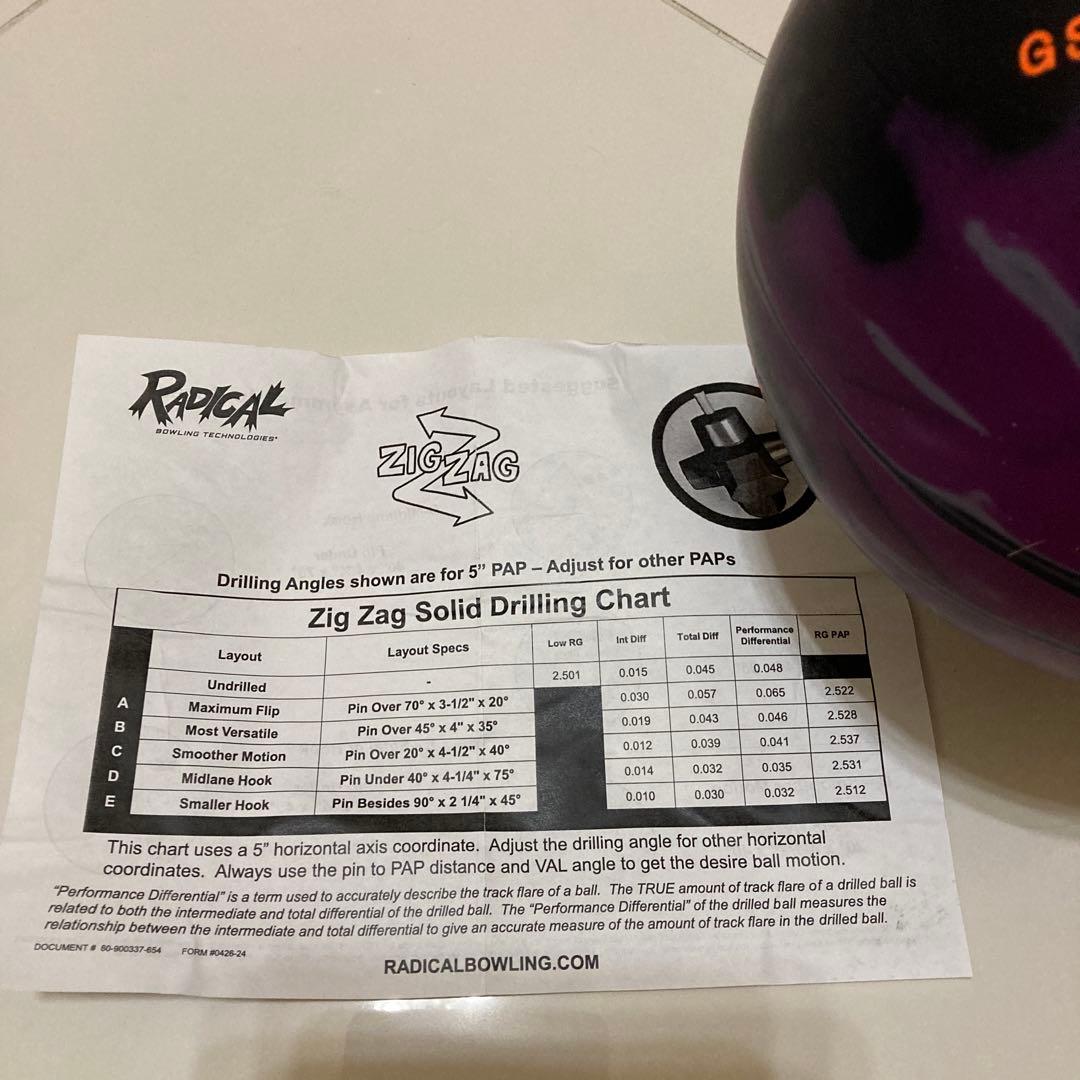 GS
RADICAL
BOWLING TECHNOLOGIES
ZIG ZAG
Drilling Angles shown are for 5" PAP – Adjust for other PAPs
Zig Zag Solid Drilling Chart
Layout Layout Specs Low RG Int Diff Total Diff Performance Differential RG PAP
Undrilled - 2.501 0.015 0.045 0.048
A Maximum Flip Pin Over 70° x 3-1/2" x 20° 0.030 0.057 0.065 2.522
B Most Versatile Pin Over 45° x 4" x 35° 0.019 0.043 0.046 2.528
C Smoother Motion Pin Over 20° x 4-1/2" x 40° 0.012 0.039 0.041 2.537
D Midlane Hook Pin Under 40° x 4-1/4" x 75° 0.014 0.032 0.035 2.531
E Smaller Hook Pin Besides 90° x 2 1/4" x 45° 0.010 0.030 0.032 2.512
This chart uses a 5" horizontal axis coordinate. Adjust the drilling angle for other horizontal
coordinates. Always use the pin to PAP distance and VAL angle to get the desire ball motion.
"Performance Differential" is a term used to accurately describe the track flare of a ball. The TRUE amount of track flare of a drilled ball is
related to both the intermediate and total differential of the drilled ball. The "Performance Differential" of the drilled ball measures the
relationship between the intermediate and total differential to give an accurate measure of the amount of track flare in the drilled ball.
DOCUMENT # 60-900337-654 FORM #0426-24
RADICALBOWLING.COM